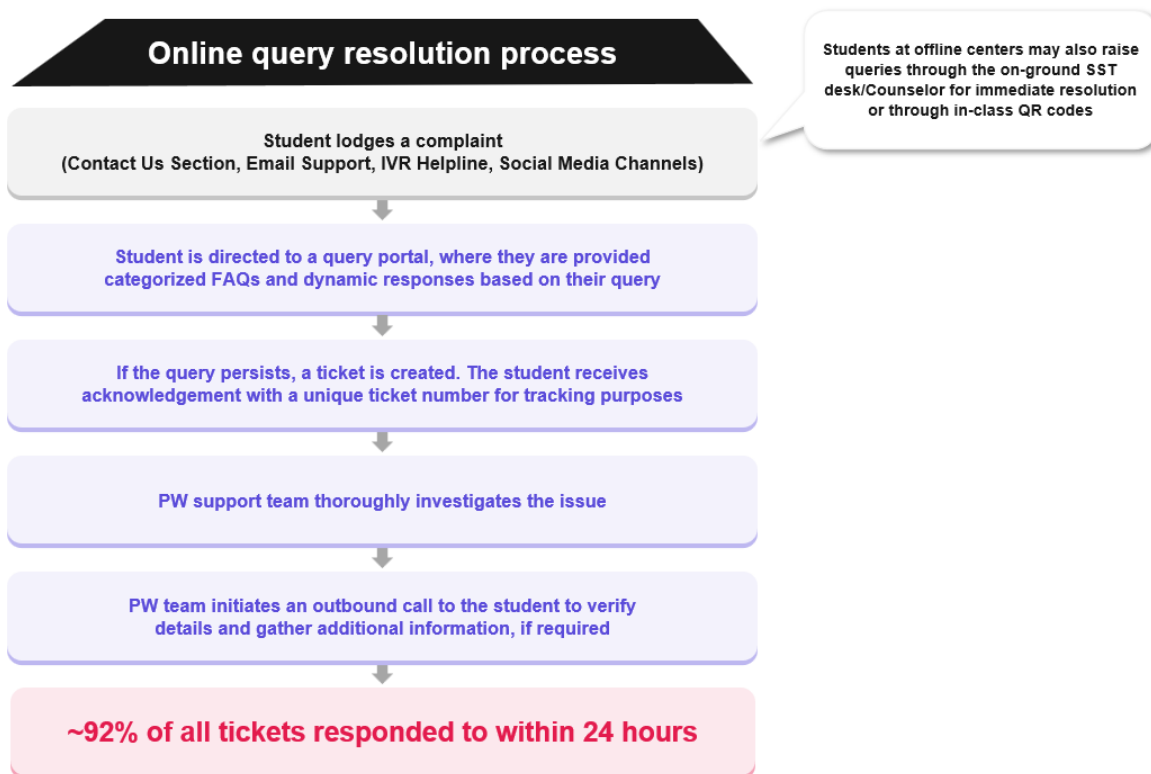 Online query resolution process
Students at offline centers may also raise
queries through the on-ground SST
desk/Counselor for immediate resolution
or through in-class QR codes
Student lodges a complaint
(Contact Us Section, Email Support, IVR Helpline, Social Media Channels)
Student is directed to a query portal, where they are provided
categorized FAQs and dynamic responses based on their query
If the query persists, a ticket is created. The student receives
acknowledgement with a unique ticket number for tracking purposes
PW support team thoroughly investigates the issue
PW team initiates an outbound call to the student to verify
details and gather additional information, if required
~92% of all tickets responded to within 24 hours